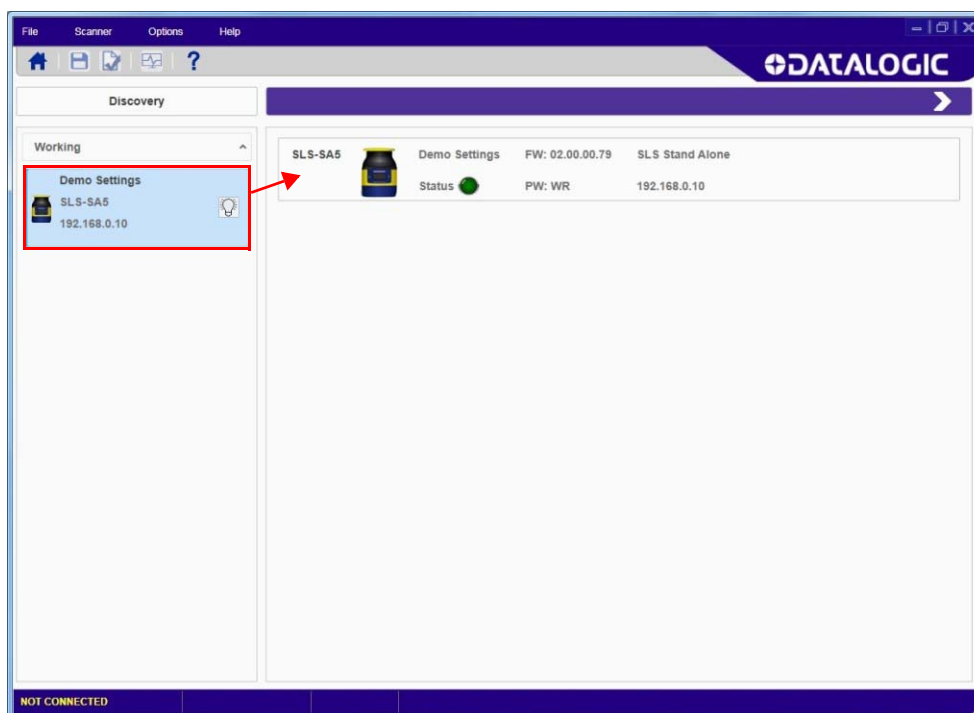 File Scanner Options Help
? DATALOGIC
Discovery
Working
Demo Settings
SLS-SA5
192.168.0.10
SLS-SA5 Demo Settings FW: 02.00.00.79 SLS Stand Alone
Status PW: WR 192.168.0.10
NOT CONNECTED